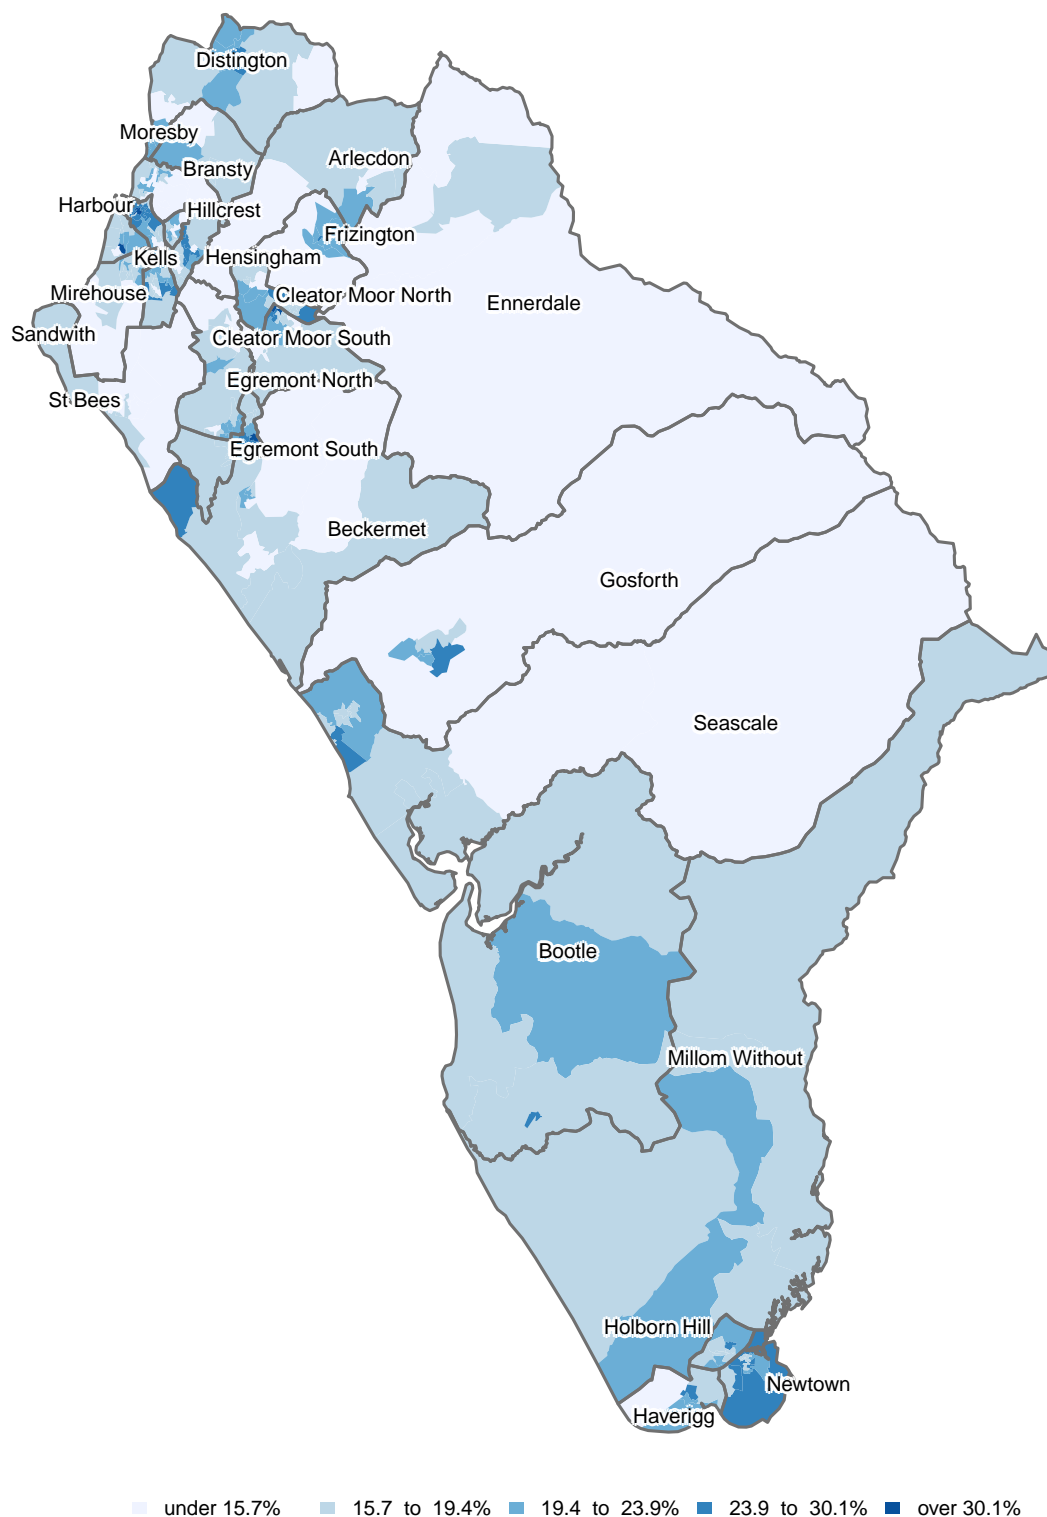 Distington
Moresby
Arlecdon
Bransty
Harbour
Hillcrest
Frizington
Kells
Hensingham
Mirehouse
Cleator Moor North
Ennerdale
Sandwith
Cleator Moor South
Egremont North
St Bees
Egremont South
Beckermet
Gosforth
Seascale
Bootle
Millom Without
Holborn Hill
Newtown
Haverigg
under 15.7% 15.7 to 19.4% 19.4 to 23.9% 23.9 to 30.1% over 30.1%